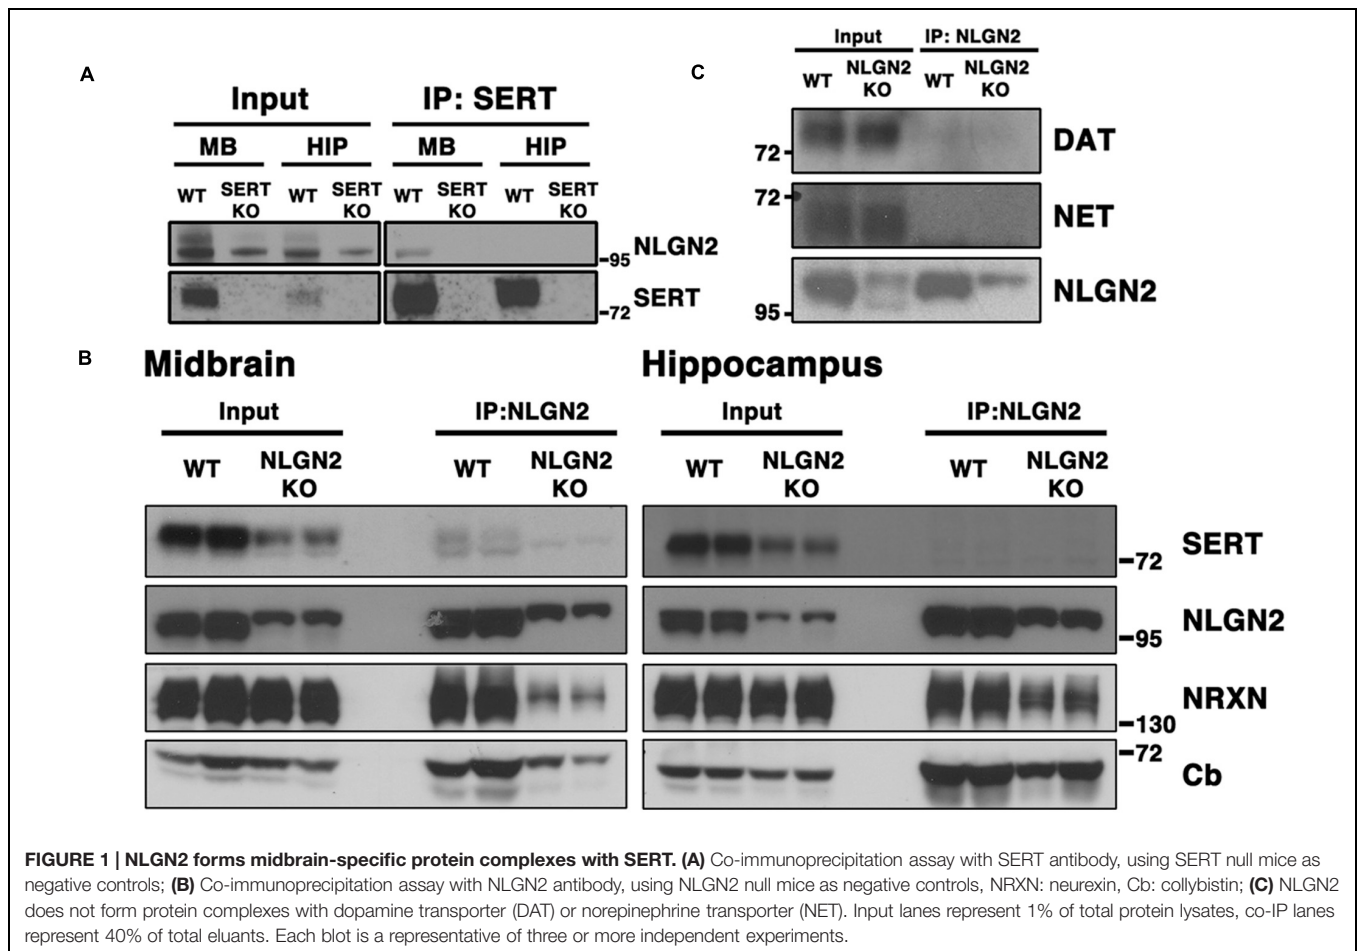 A
Input
IP: SERT
MB HIP MB HIP
WT SERT KO WT SERT KO WT SERT KO WT SERT KO
NLGN2
-95
SERT
-72
C
Input IP: NLGN2
WT NLGN2 KO WT NLGN2 KO
72- DAT
72- NET
NLGN2
95-
B
Midbrain
Hippocampus
Input IP:NLGN2 Input IP:NLGN2
WT NLGN2 KO WT NLGN2 KO WT NLGN2 KO WT NLGN2 KO
SERT
-72
NLGN2
-95
NRXN
-130
-72
Cb
FIGURE 1 | NLGN2 forms midbrain-specific protein complexes with SERT. (A) Co-immunoprecipitation assay with SERT antibody, using SERT null mice as
negative controls; (B) Co-immunoprecipitation assay with NLGN2 antibody, using NLGN2 null mice as negative controls, NRXN: neurexin, Cb: collybistin; (C) NLGN2
does not form protein complexes with dopamine transporter (DAT) or norepinephrine transporter (NET). Input lanes represent 1% of total protein lysates, co-IP lanes
represent 40% of total eluants. Each blot is a representative of three or more independent experiments.